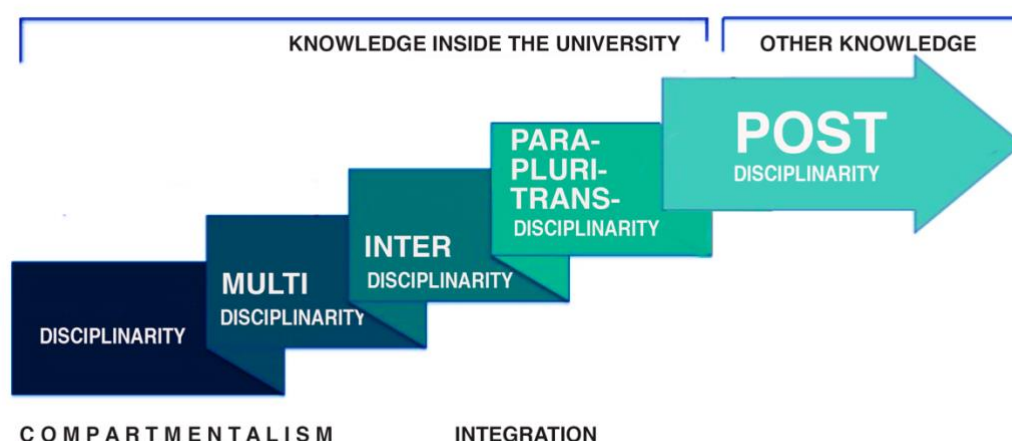 KNOWLEDGE INSIDE THE UNIVERSITY
OTHER KNOWLEDGE
DISCIPLINARITY
MULTI
DISCIPLINARITY
INTER
DISCIPLINARITY
PARA-
PLURI-
TRANS-
DISCIPLINARITY
POST
DISCIPLINARITY
COMPARTMENTALISM
INTEGRATION